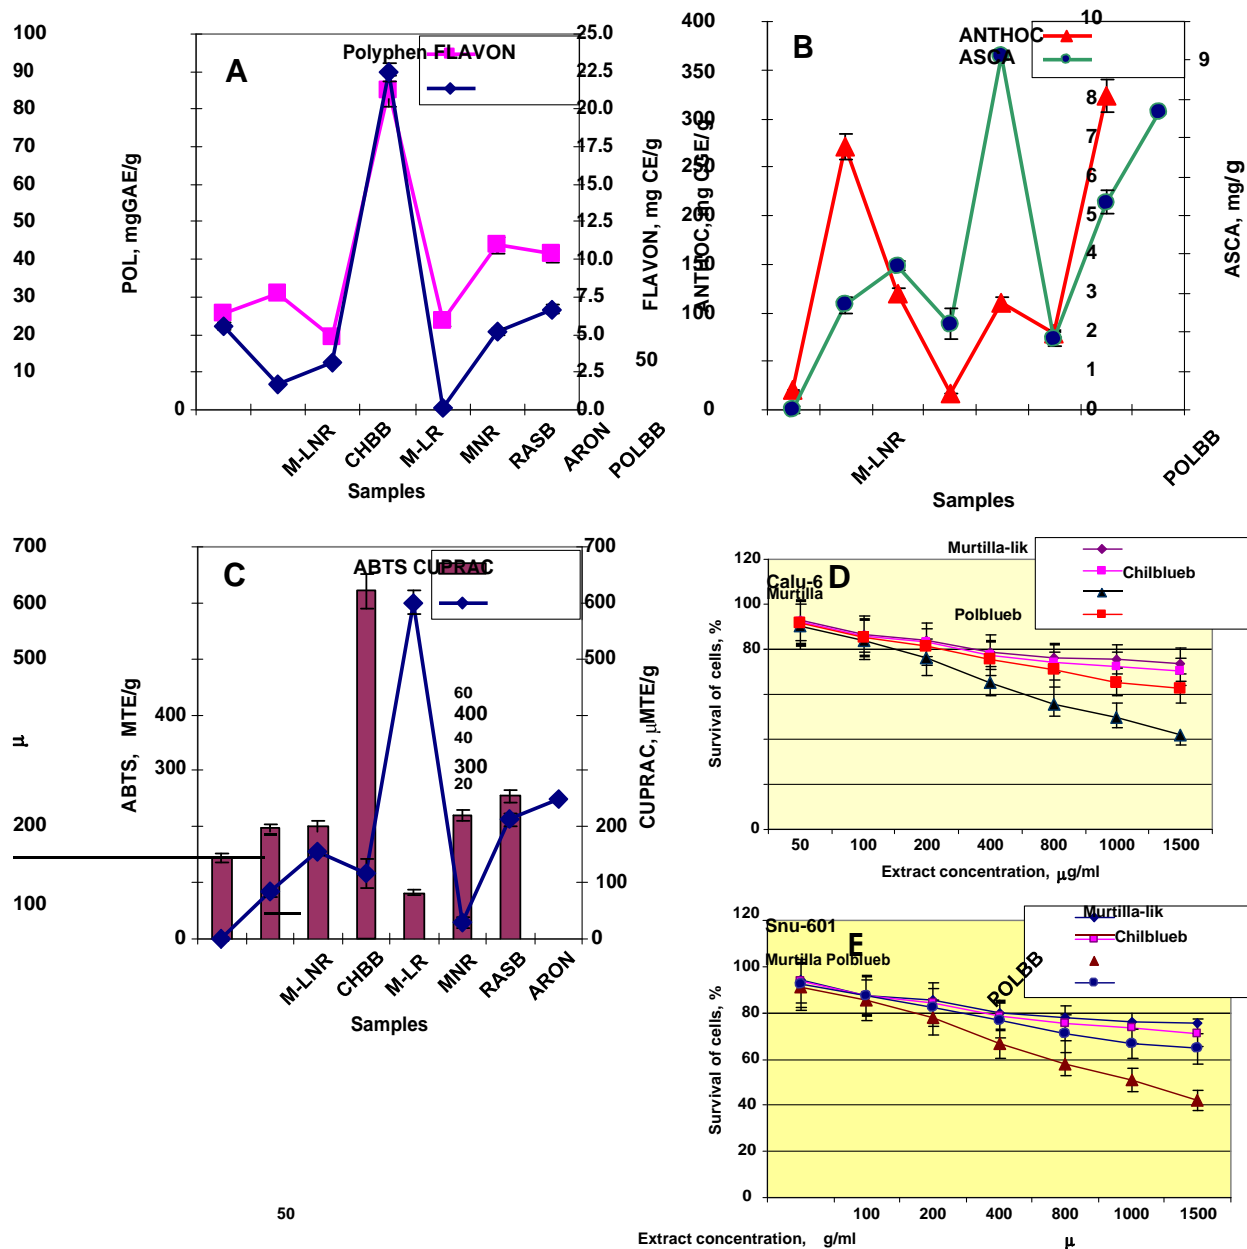 A
Polyphen FLAVON
100
90
80
70
60
50
40
30
20
10
0
POL, mgGAE/g
25.0
22.5
20.0
17.5
15.0
12.5
10.0
7.5
5.0
2.5
0.0
FLAVON, mg CE/g
M-LNR
CHBB
M-LR
MNR
RASB
ARON
POLBB
Samples
B
ANTHOC
ASCA
400
350
300
250
200
150
100
50
0
ANTHOC, mg CGE/g
10
9
8
7
6
5
4
3
2
1
0
ASCA, mg/g
M-LNR
POLBB
Samples
C
ABTS CUPRAC
700
600
500
400
300
200
100
0
ABTS, MTE/g
μ
700
600
500
400
300
200
100
0
CUPRAC, μMTE/g
M-LNR
CHBB
M-LR
MNR
RASB
ARON
POLBB
Samples
D
Calu-6
Murtilla-lik
Chilblueb
Murtilla
Polblueb
120
100
80
60
40
20
0
Survival of cells, %
50
100
200
400
800
1000
1500
Extract concentration, μg/ml
E
Snu-601
Murtilla-lik
Chilblueb
Murtilla Polblueb
120
100
80
60
40
20
0
Survival of cells, %
50
100
200
400
800
1000
1500
Extract concentration, g/ml
μ